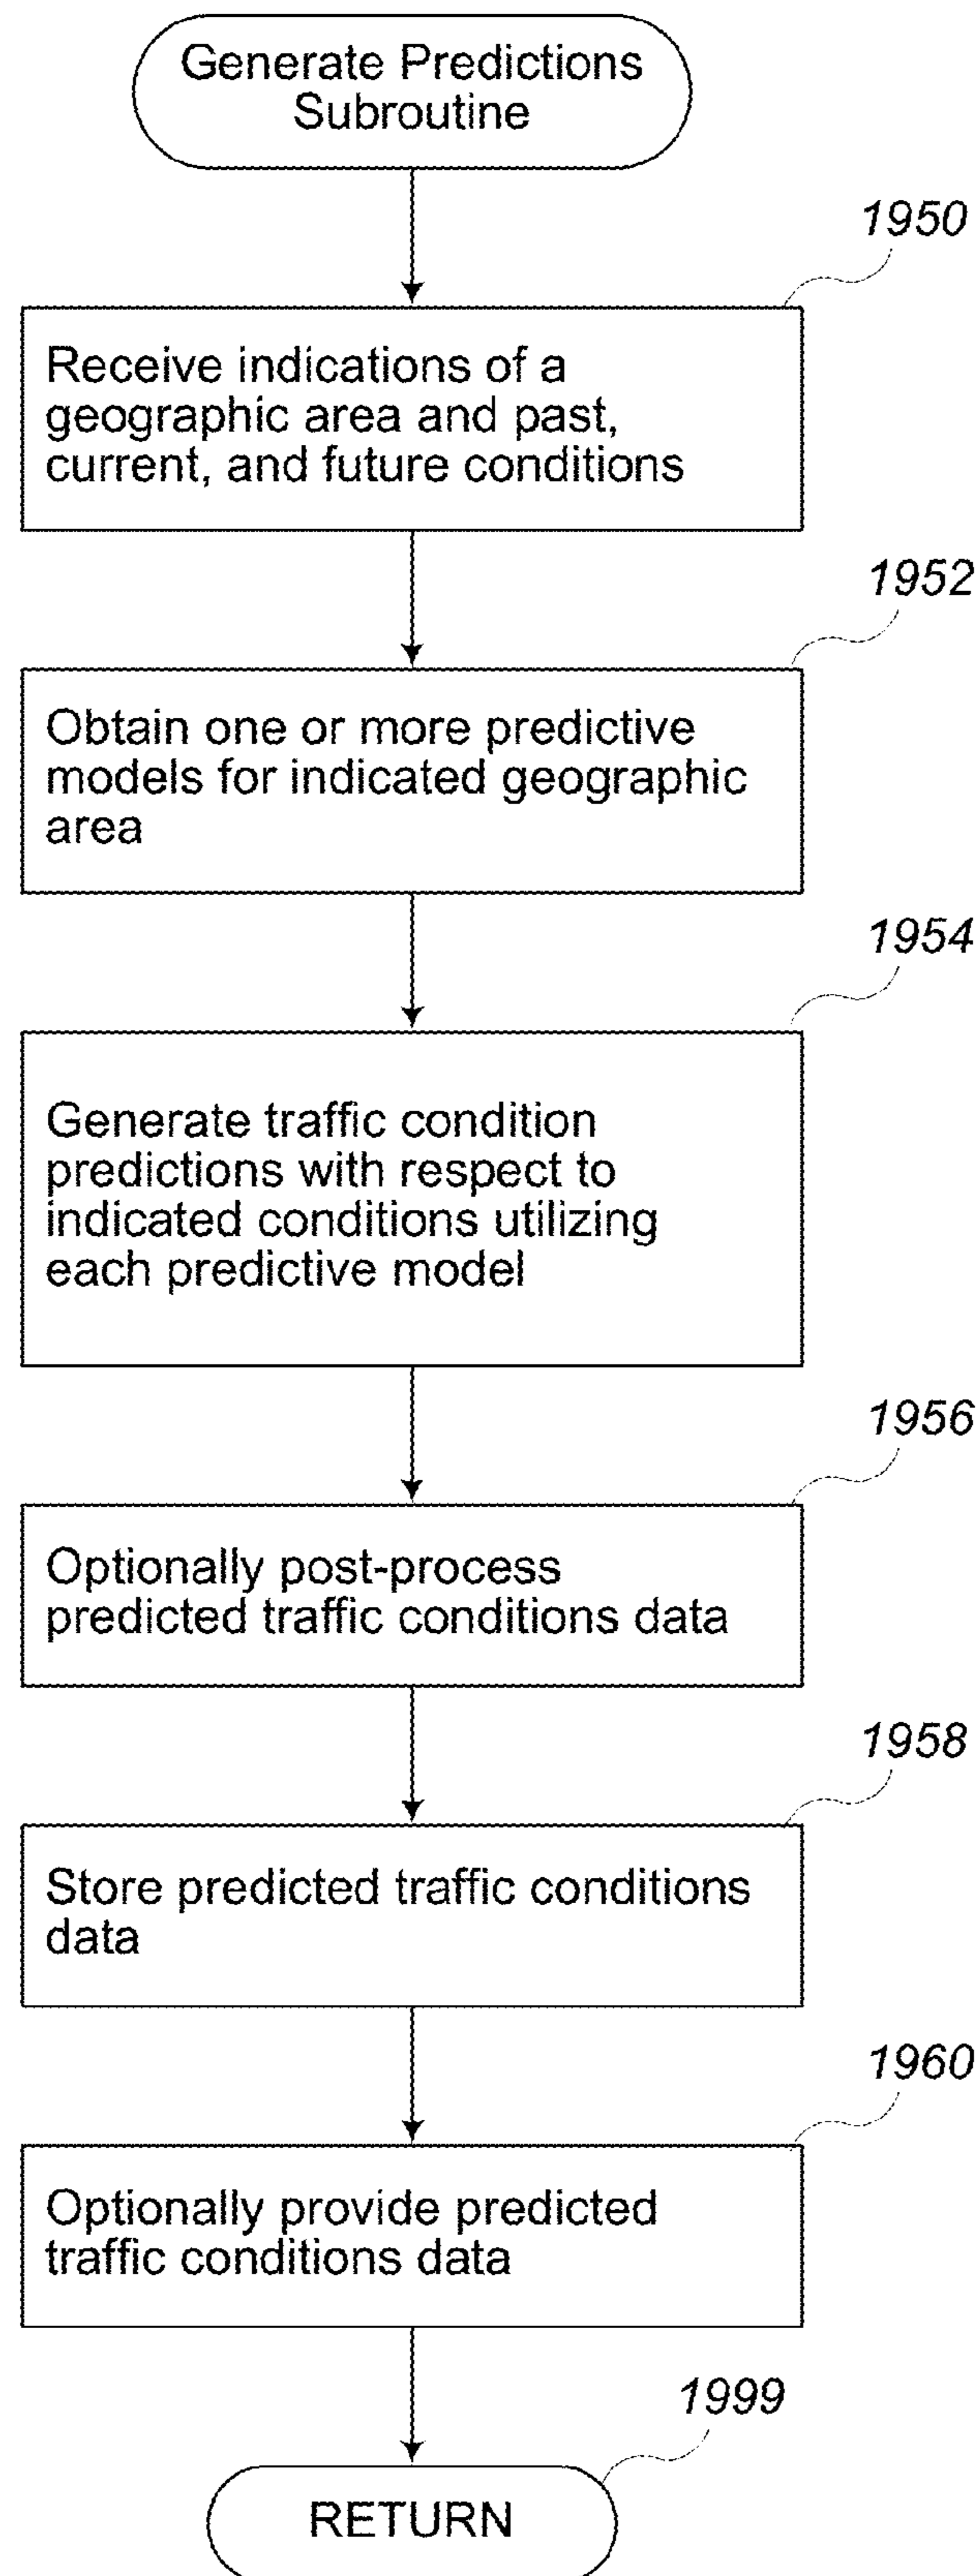 Generate Predictions
Subroutine
1950
Receive indications of a
geographic area and past,
current, and future conditions
1952
Obtain one or more predictive
models for indicated geographic
area
1954
Generate traffic condition
predictions with respect to
indicated conditions utilizing
each predictive model
1956
Optionally post-process
predicted traffic conditions data
1958
Store predicted traffic conditions
data
1960
Optionally provide predicted
traffic conditions data
1999
RETURN